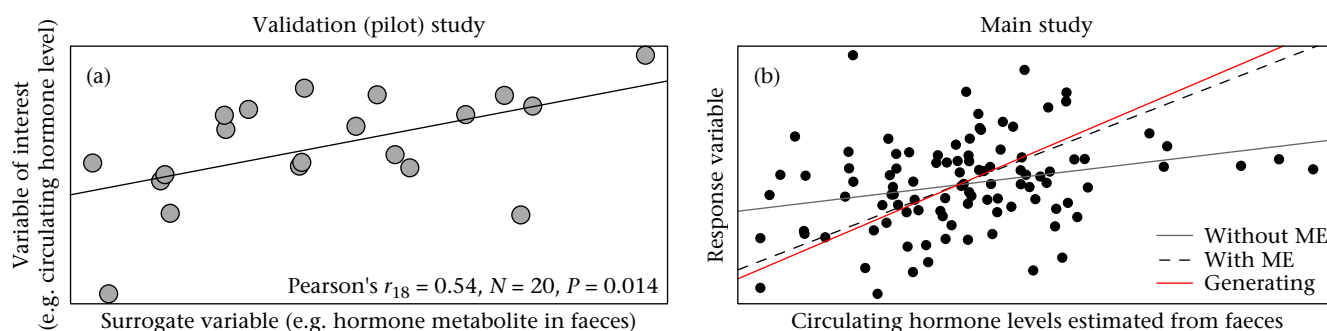 Validation (pilot) study
Variable of interest
(e.g. circulating hormone level)
(a)
Pearson's r18 = 0.54, N = 20, P = 0.014
Surrogate variable (e.g. hormone metabolite in faeces)
Main study
Response variable
(b)
Without ME
With ME
Generating
Circulating hormone levels estimated from faeces